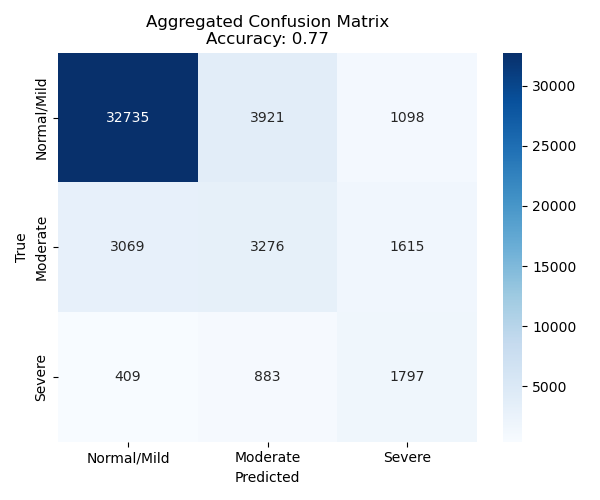 Aggregated Confusion Matrix
Accuracy: 0.77
True
Normal/Mild
32735 3921 1098
Moderate
3069 3276 1615
Severe
409 883 1797
Normal/Mild Moderate Severe
Predicted
30000
25000
20000
15000
10000
5000